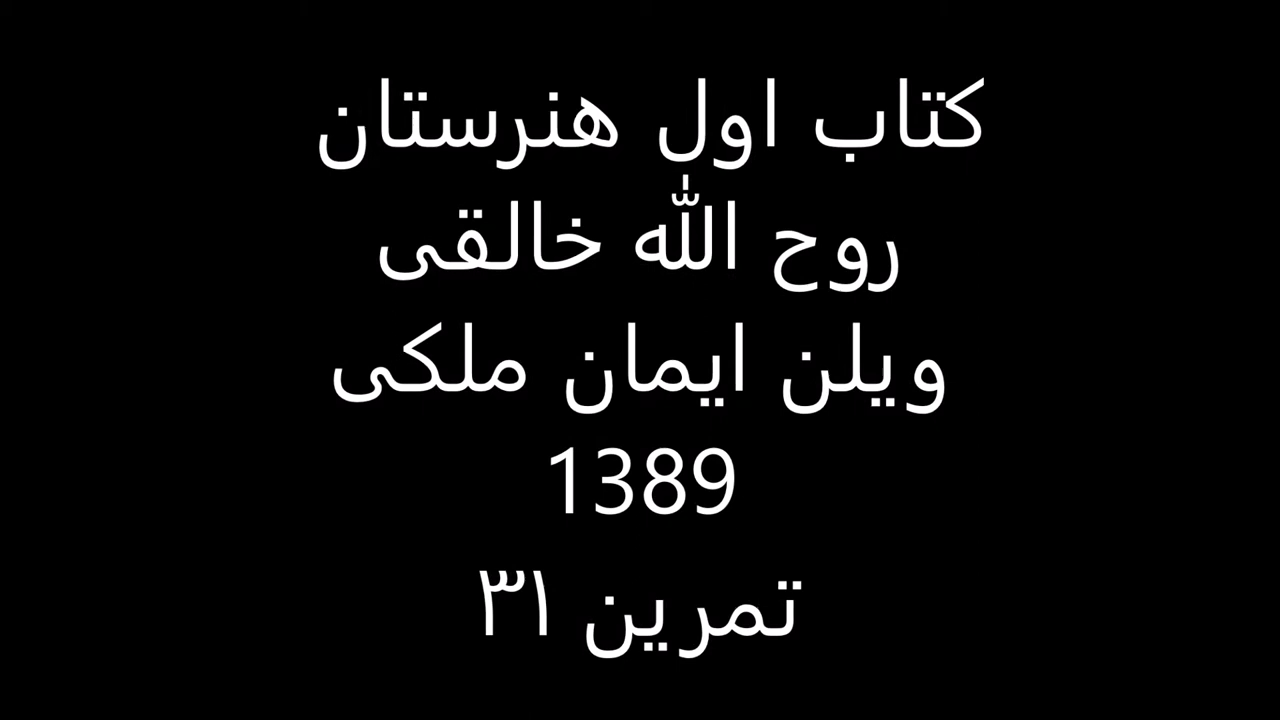 کتاب اول هنرستان
روح الله خالقی
ویلن ایمان ملکی
1389
تمرین ۳۱